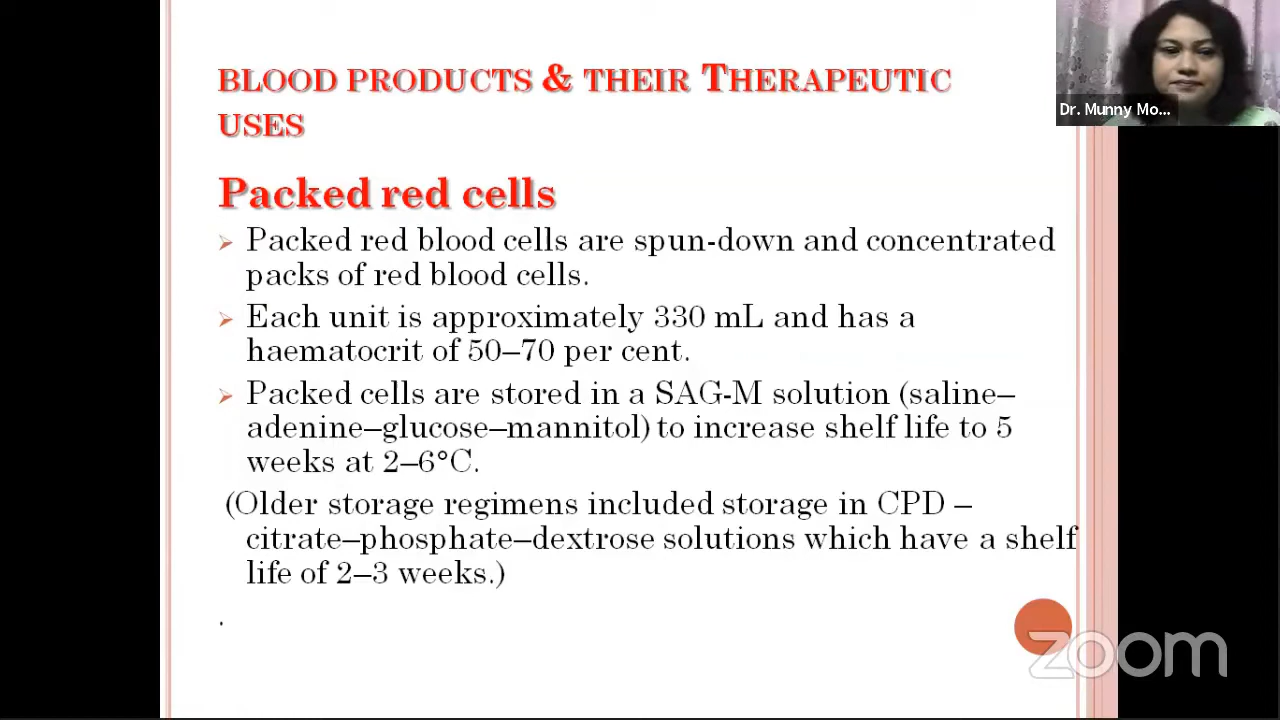 BLOOD PRODUCTS & THEIR THERAPEUTIC
USES
Dr. Munny Mo...
Packed red cells
Packed red blood cells are spun-down and concentrated
packs of red blood cells.
Each unit is approximately 330 mL and has a
haematocrit of 50–70 per cent.
Packed cells are stored in a SAG-M solution (saline–
adenine–glucose–mannitol) to increase shelf life to 5
weeks at 2–6°C.
(Older storage regimens included storage in CPD –
citrate–phosphate–dextrose solutions which have a shelf
life of 2–3 weeks.)
.
zoom